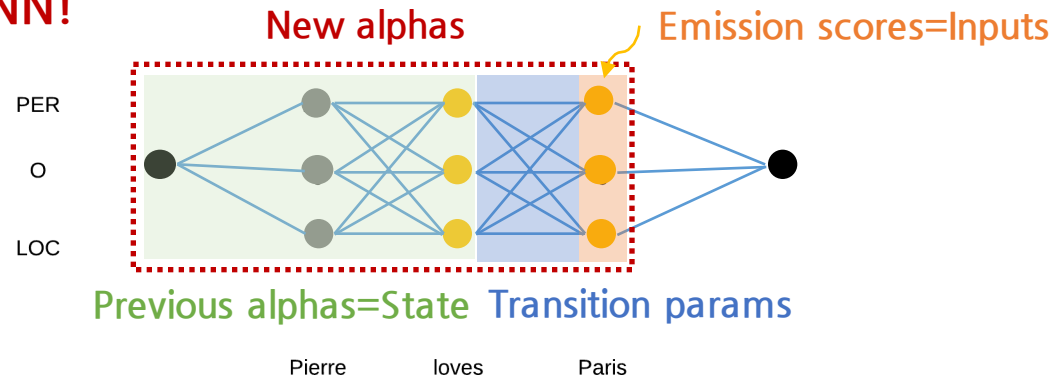 NN!
New alphas
Emission scores=Inputs
PER
O
LOC
Previous alphas=State Transition params
Pierre loves Paris